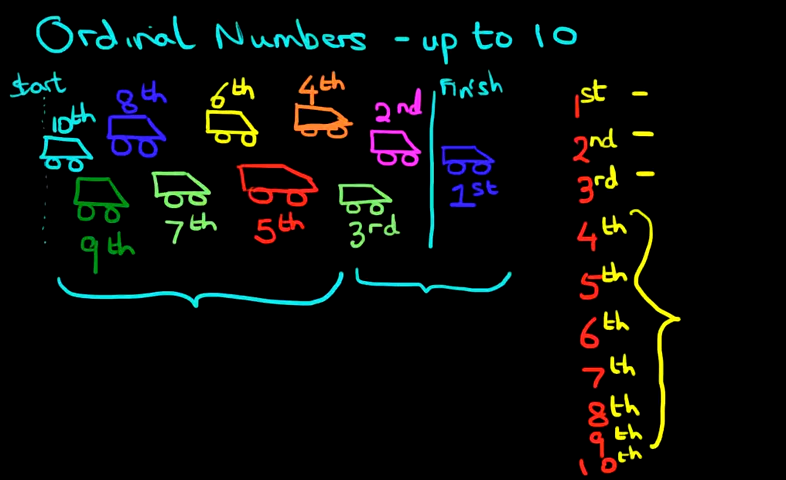 Ordinal Numbers - up to 10
Start
Finish
10th
8th
6th
4th
2nd
9th
7th
5th
3rd
1st
1st -
2nd -
3rd -
4th
5th
6th
7th
8th
9th
10th